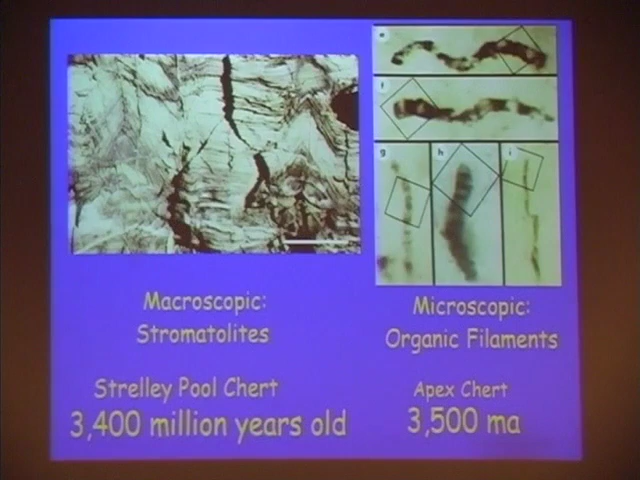 e
f
g
h
i
Macroscopic:
Stromatolites
Microscopic:
Organic Filaments
Strelley Pool Chert
3,400 million years old
Apex Chert
3,500 ma